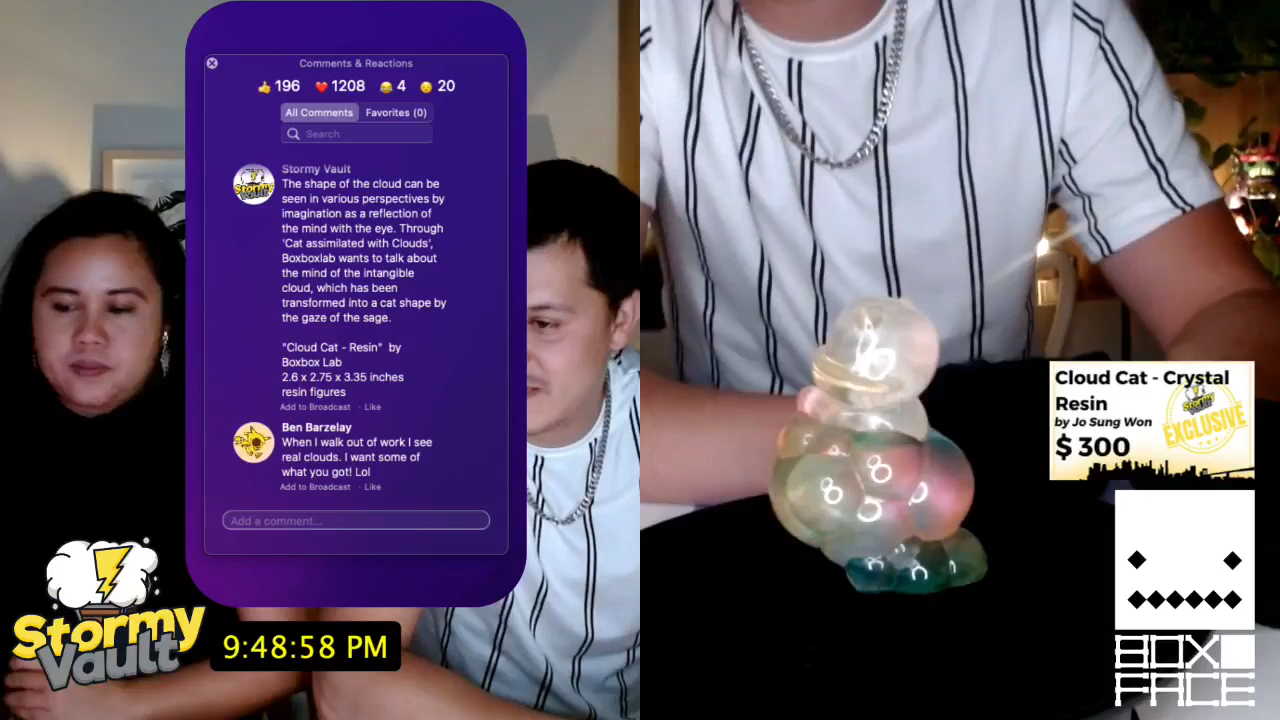 Comments & Reactions
196 1208 4 20
All Comments Favorites (0)
Search
Stormy Vault
The shape of the cloud can be
seen in various perspectives by
imagination as a reflection of
the mind with the eye. Through
'Cat assimilated with Clouds',
Boxboxlab wants to talk about
the mind of the intangible
cloud, which has been
transformed into a cat shape by
the gaze of the sage.
"Cloud Cat - Resin" by
Boxbox Lab
2.6 x 2.75 x 3.35 inches
resin figures
Add to Broadcast · Like
Ben Barzelay
When I walk out of work I see
real clouds. I want some of
what you got! Lol
Add to Broadcast · Like
Add a comment...
Stormy
Vault
9:48:58 PM
Cloud Cat - Crystal
Resin
by Jo Sung Won
$ 300
Stormy
Vault
EXCLUSIVE
BOX
FACE